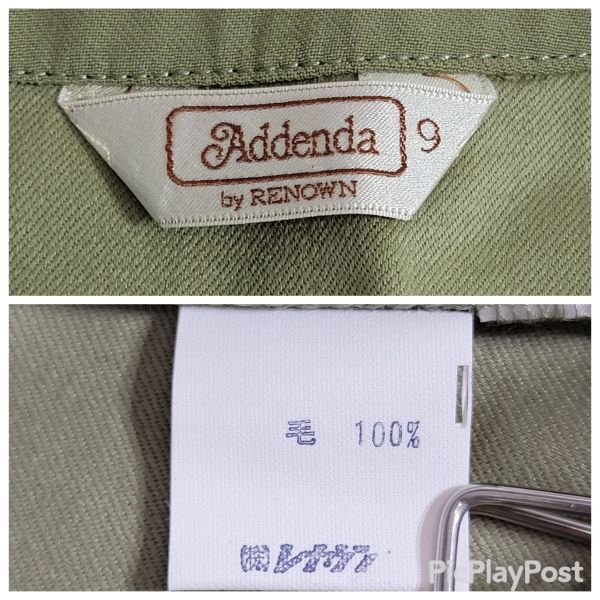 Addenda 9
by RENOWN
毛 100%
㈱レナウン
PicPlayPost